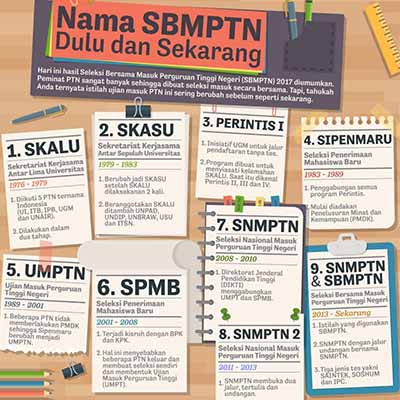 Nama SBMPTN
Dulu dan Sekarang
Hari ini hasil Seleksi Bersama Masuk Perguruan Tinggi Negeri (SBMPTN) 2017 diumumkan.
Peminat PTN sangat banyak sehingga dibuat seleksi masuk secara bersama. Tapi, tahukah
Anda ternyata istilah ujian masuk PTN ini sering berubah sebelum seperti sekarang.
1. SKALU
Sekretariat Kerjasama
Antar Lima Universitas
1976 - 1979
1. Diikuti 5 PTN ternama
Indonesia
(UI, ITB, IPB, UGM
dan UNAIR).
2. Dilakukan dalam
dua tahap.
2. SKASU
Sekretariat Kerjasama
Antar Sepuluh Universitas
1979 - 1983
1. Berubah jadi SKASU
setelah SKALU
dilaksanakan 2 kali.
2. Beranggotakan SKALU
ditambah UNPAD,
UNDIP, UNBRAW, USU
dan ITSN.
3. PERINTIS I
1. Inisiatif UGM untuk jalur
pendaftaran tanpa tes.
2. Program dibuat untuk
menyiasati kelemahan
SKALU. Saat itu dikenal
Perintis II, III dan IV.
4. SIPENMARU
Seleksi Penerimaan
Mahasiswa Baru
1983 - 1989
1. Penggabungan semua
program Perintis.
2. Mulai diadakan
Penelusuran Minat dan
Kemampuan (PMDK).
5. UMPTN
Ujian Masuk Perguruan
Tinggi Negeri
1989 - 2001
1. Beberapa PTN tidak
memberlakukan PMDK
sehingga Sipenmaru
berubah menjadi
UMPTN.
6. SPMB
Seleksi Penerimaan
Mahasiswa Baru
2001 - 2008
1. Terjadi kisruh dengan BPK
dan KPK.
2. Hal ini menyebabkan
beberapa PTN keluar dan
membuat seleksi sendiri
dan membentuk Ujian
Masuk Perguruan Tinggi
(UMPT).
7. SNMPTN
Seleksi Nasional Masuk
Perguruan Tinggi Negeri
2008 - 2010
1. Direktorat Jenderal
Pendidikan Tinggi
(DIKTI)
menggabungkan
UMPT dan SPMB.
8. SNMPTN 2
Seleksi Nasional Masuk
Perguruan Tinggi Negeri
2011 - 2013
1. SNMPTN membuka dua
jalur, tertulis dan
undangan.
9. SNMPTN
& SBMPTN
Seleksi Bersama Masuk
Perguruan Tinggi Negeri
2013 - Sekarang
1. Istilah yang digunakan
SBMPTN.
2. SNMPTN dengan jalur
undangan bernama
SNMPTN.
3. Tiga jenis tes yakni
SAINTEK, SOSHUM
dan IPC.